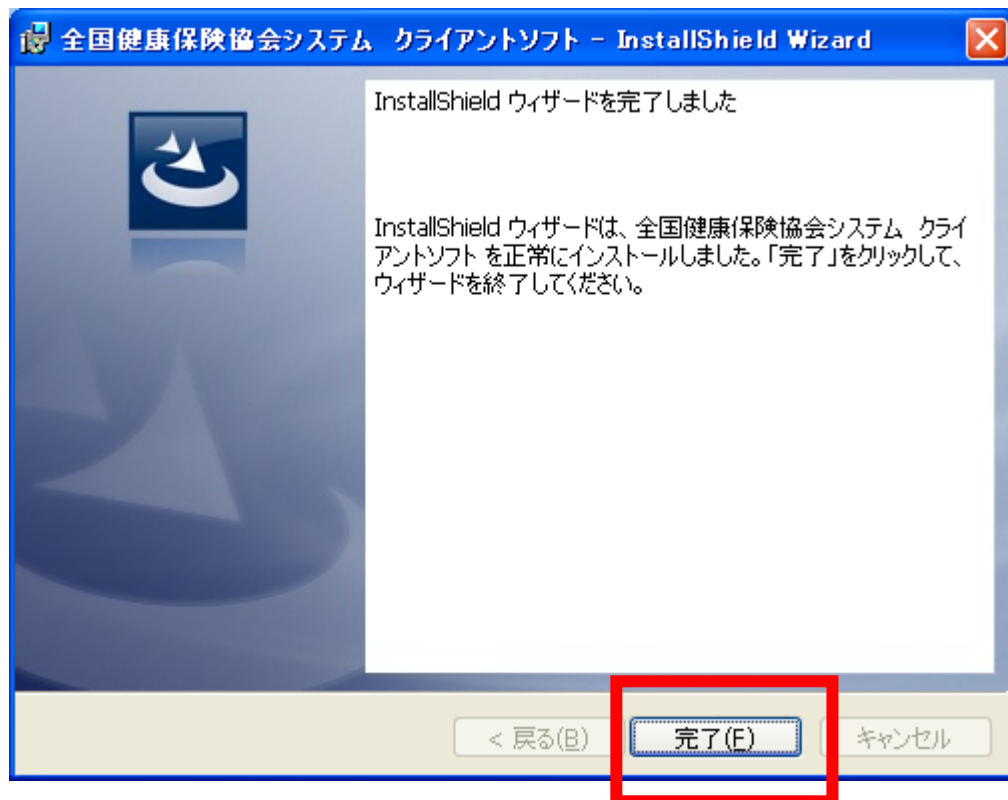 全国健康保険協会システム クライアントソフト - InstallShield Wizard
InstallShield ウィザードを完了しました
InstallShield ウィザードは、全国健康保険協会システム クライ
アントソフト を正常にインストールしました。「完了」をクリックして、
ウィザードを終了してください。
< 戻る(B) 完了(F) キャンセル